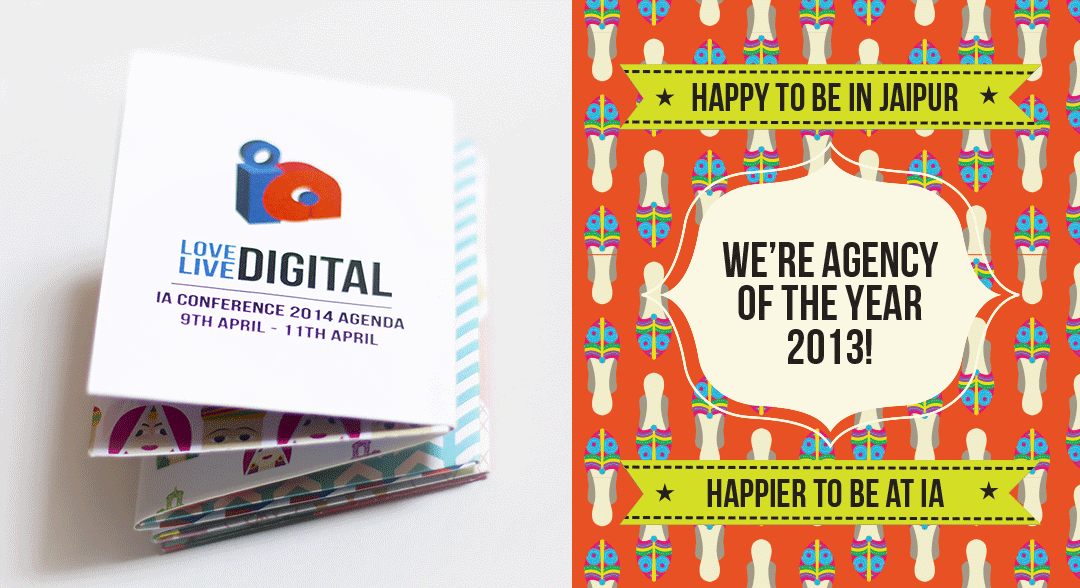 ia
LOVE
LIVE DIGITAL
IA CONFERENCE 2014 AGENDA
9TH APRIL - 11TH APRIL
★ HAPPY TO BE IN JAIPUR ★
WE’RE AGENCY
OF THE YEAR
2013!
★ HAPPIER TO BE AT IA ★